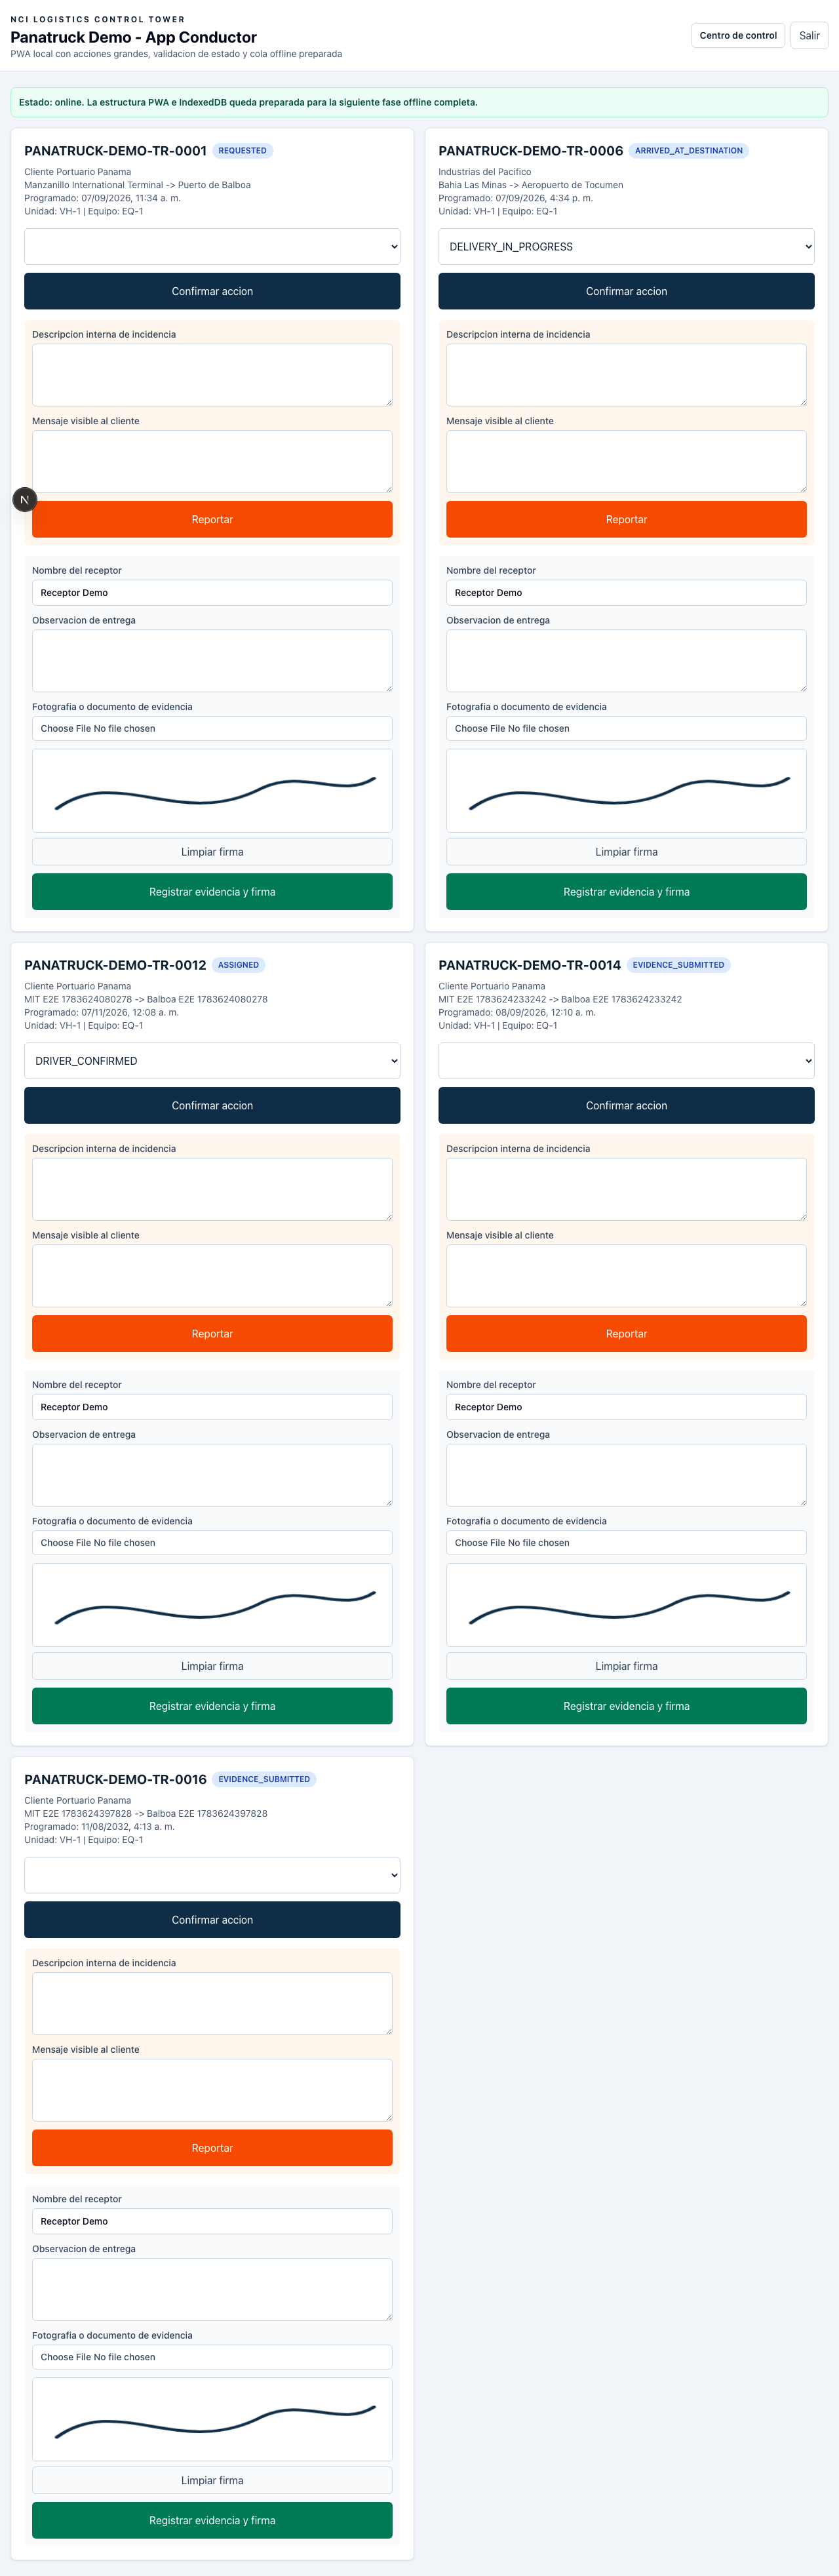 NCI LOGISTICS CONTROL TOWER
Panatruck Demo - App Conductor
PWA local con acciones grandes, validacion de estado y cola offline preparada
Centro de control
Salir
Estado: online. La estructura PWA e IndexedDB queda preparada para la siguiente fase offline completa.
PANATRUCK-DEMO-TR-0001 REQUESTED
Cliente Portuario Panama
Manzanillo International Terminal -> Puerto de Balboa
Programado: 07/09/2026, 11:34 a. m.
Unidad: VH-1 | Equipo: EQ-1
Confirmar accion
Descripcion interna de incidencia
Mensaje visible al cliente
N
Reportar
Nombre del receptor
Receptor Demo
Observacion de entrega
Fotografia o documento de evidencia
Choose File No file chosen
Limpiar firma
Registrar evidencia y firma
PANATRUCK-DEMO-TR-0006 ARRIVED_AT_DESTINATION
Industrias del Pacifico
Bahia Las Minas -> Aeropuerto de Tocumen
Programado: 07/09/2026, 4:34 p. m.
Unidad: VH-1 | Equipo: EQ-1
DELIVERY_IN_PROGRESS
Confirmar accion
Descripcion interna de incidencia
Mensaje visible al cliente
Reportar
Nombre del receptor
Receptor Demo
Observacion de entrega
Fotografia o documento de evidencia
Choose File No file chosen
Limpiar firma
Registrar evidencia y firma
PANATRUCK-DEMO-TR-0012 ASSIGNED
Cliente Portuario Panama
MIT E2E 1783624080278 -> Balboa E2E 1783624080278
Programado: 07/11/2026, 12:08 a. m.
Unidad: VH-1 | Equipo: EQ-1
DRIVER_CONFIRMED
Confirmar accion
Descripcion interna de incidencia
Mensaje visible al cliente
Reportar
Nombre del receptor
Receptor Demo
Observacion de entrega
Fotografia o documento de evidencia
Choose File No file chosen
Limpiar firma
Registrar evidencia y firma
PANATRUCK-DEMO-TR-0014 EVIDENCE_SUBMITTED
Cliente Portuario Panama
MIT E2E 1783624233242 -> Balboa E2E 1783624233242
Programado: 08/09/2026, 12:10 a. m.
Unidad: VH-1 | Equipo: EQ-1
Confirmar accion
Descripcion interna de incidencia
Mensaje visible al cliente
Reportar
Nombre del receptor
Receptor Demo
Observacion de entrega
Fotografia o documento de evidencia
Choose File No file chosen
Limpiar firma
Registrar evidencia y firma
PANATRUCK-DEMO-TR-0016 EVIDENCE_SUBMITTED
Cliente Portuario Panama
MIT E2E 1783624397828 -> Balboa E2E 1783624397828
Programado: 11/08/2032, 4:13 a. m.
Unidad: VH-1 | Equipo: EQ-1
Confirmar accion
Descripcion interna de incidencia
Mensaje visible al cliente
Reportar
Nombre del receptor
Receptor Demo
Observacion de entrega
Fotografia o documento de evidencia
Choose File No file chosen
Limpiar firma
Registrar evidencia y firma